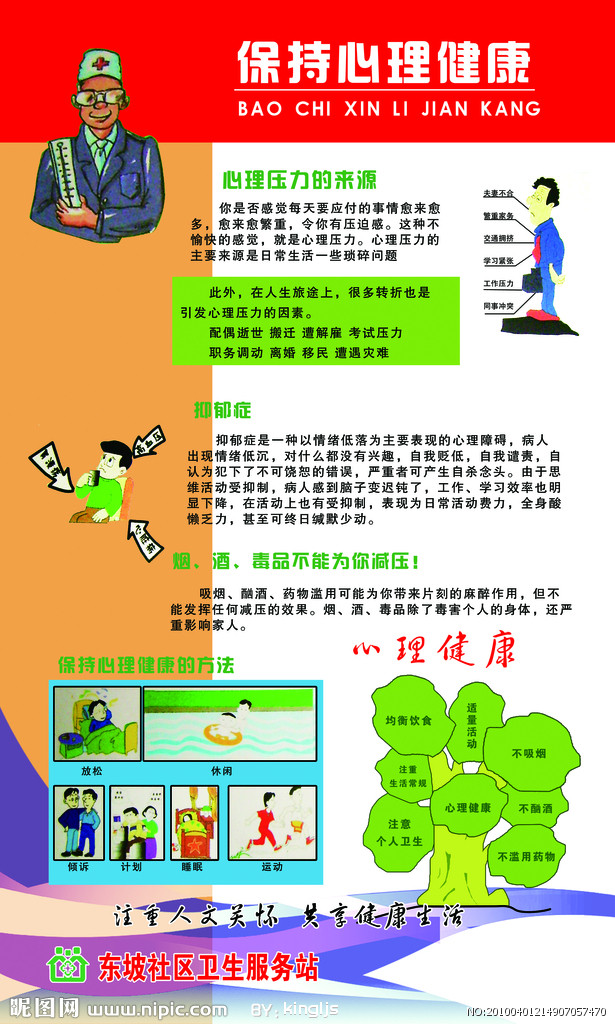 保持心理健康
BAO CHI XIN LI JIAN KANG
心理压力的来源
你是否感觉每天要应付的事情愈来愈
多，愈来愈繁重，令你有压迫感。这种不
愉快的感觉，就是心理压力。心理压力的
主要来源是日常生活一些琐碎问题
夫妻不合
繁重家务
交通拥挤
学习紧张
工作压力
同事冲突
此外，在人生旅途上，很多转折也是
引发心理压力的因素。
配偶逝世 搬迁 遭解雇 考试压力
职务调动 离婚 移民 遭遇灾难
抑郁症
抑郁症是一种以情绪低落为主要表现的心理障碍，病人
出现情绪低沉，对什么都没有兴趣，自我贬低，自我谴责，自
认为犯下了不可饶恕的错误，严重者可产生自杀念头。由于思
维活动受抑制，病人感到脑子变迟钝了，工作、学习效率也明
显下降，在活动上也有受抑制，表现为日常活动费力，全身酸
懒乏力，甚至可终日缄默少动。
高血压
烟、酒、毒品不能为你减压！
吸烟、酗酒、药物滥用可能为你带来片刻的麻醉作用，但不
能发挥任何减压的效果。烟、酒、毒品除了毒害个人的身体，还严
重影响家人。
心理健康
保持心理健康的方法
放松
休闲
倾诉
计划
睡眠
运动
均衡饮食
适量
活动
不吸烟
注重
生活常规
心理健康
不酗酒
注意
个人卫生
不滥用药物
注重人文关怀 共享健康生活
东坡社区卫生服务站
昵图网 www.nipic.com
BY：kingljs
NO:20100401214907057470